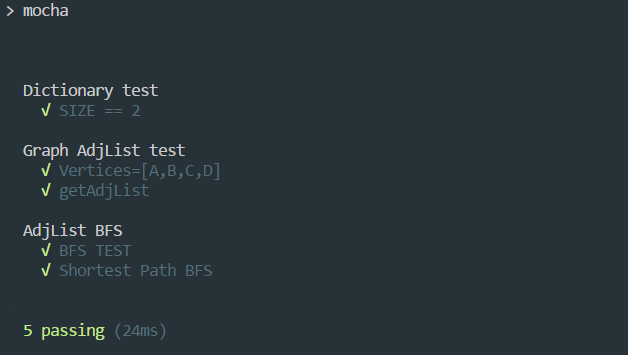 > mocha
Dictionary test
√ SIZE == 2
Graph AdjList test
√ Vertices=[A,B,C,D]
√ getAdjList
AdjList BFS
√ BFS TEST
√ Shortest Path BFS
5 passing (24ms)